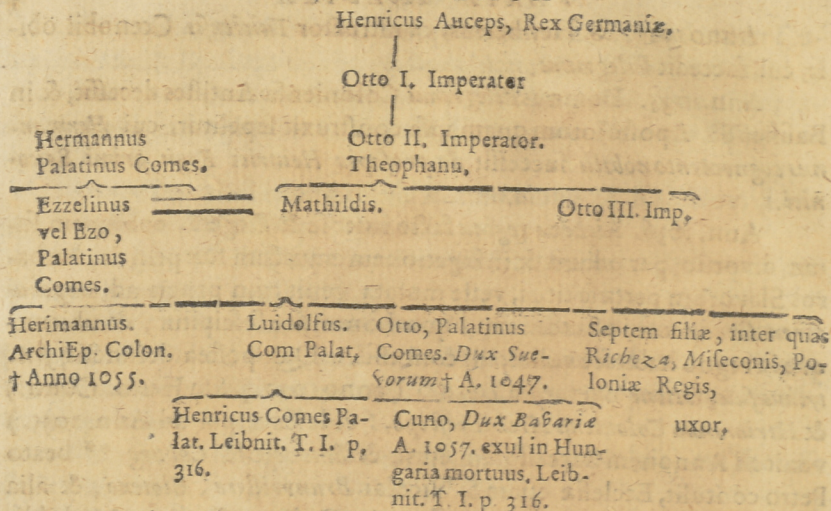 Henricus Auceps, Rex Germaniæ.
Otto I. Imperator
Otto II. Imperator.
Theophanu.
Hermannus
Palatinus Comes.
Ezzelinus
vel Ezo,
Palatinus
Comes.
Mathildis.
Otto III. Imp.
Herimannus.
ArchiEp. Colon.
† Anno 1055.
Luidolfus.
Com Palat.
Otto, Palatinus
Comes. Dux Sue-
vorum † A. 1047.
Septem filiæ, inter quas
Richeza, Miseconis, Po-
loniæ Regis,
uxor.
Henricus Comes Pa-
lat. Leibnit. T. I. p.
316.
Cuno, Dux Bavariæ
A. 1057. exul in Hun-
garia mortuus. Leib-
nit. T. I. p 316.